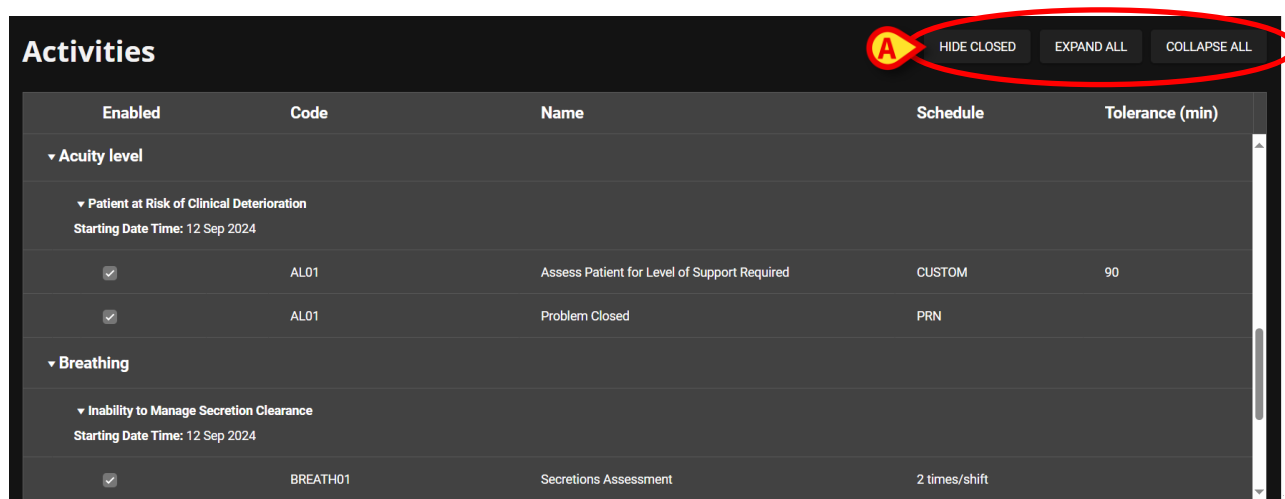 Activities
A
HIDE CLOSED EXPAND ALL COLLAPSE ALL
Enabled Code Name Schedule Tolerance (min)
Acuity level
Patient at Risk of Clinical Deterioration
Starting Date Time: 12 Sep 2024
AL01 Assess Patient for Level of Support Required CUSTOM 90
AL01 Problem Closed PRN
Breathing
Inability to Manage Secretion Clearance
Starting Date Time: 12 Sep 2024
BREATH01 Secretions Assessment 2 times/shift